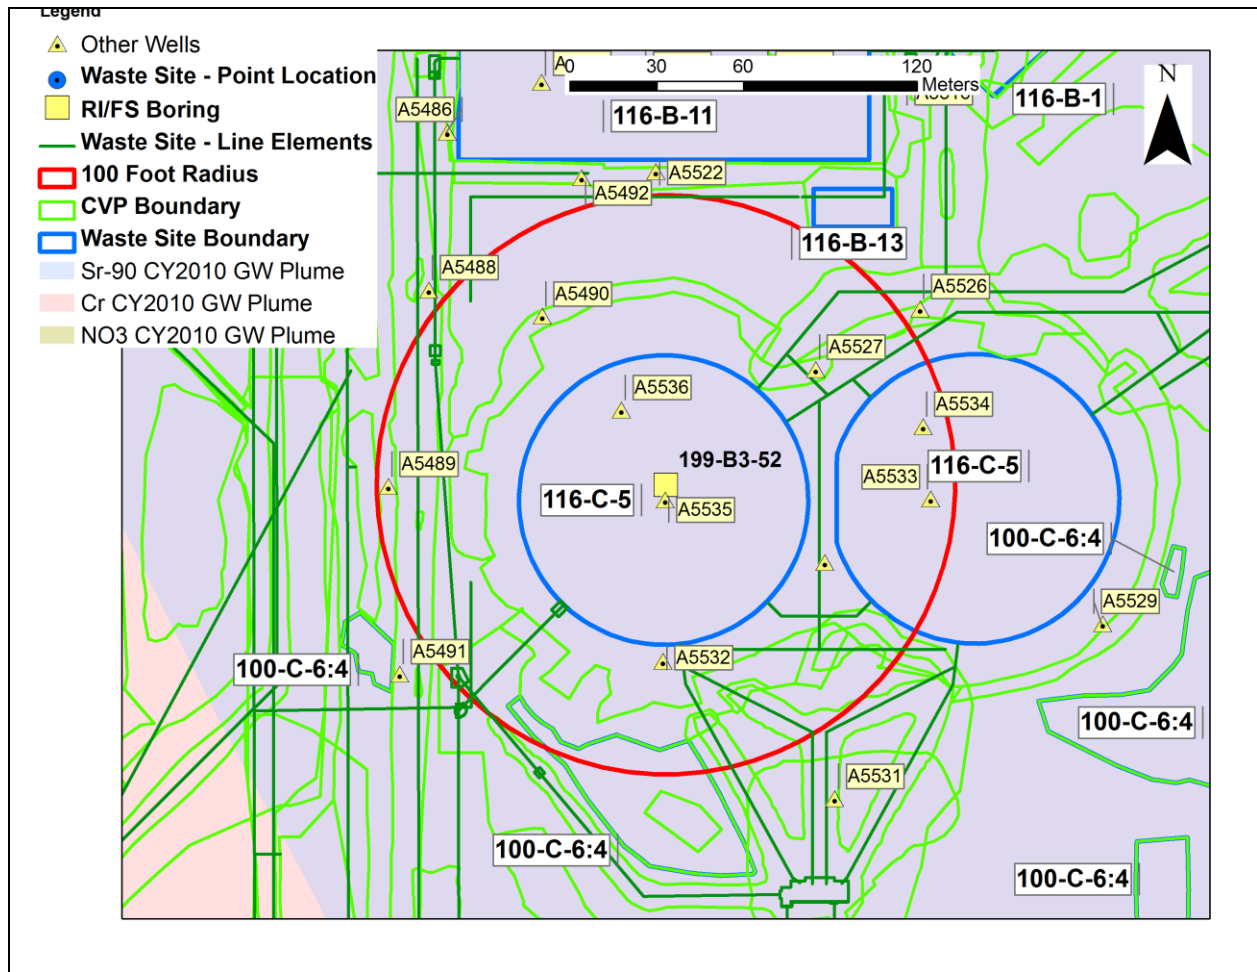 Legend
Other Wells
Waste Site - Point Location
RI/FS Boring
Waste Site - Line Elements
100 Foot Radius
CVP Boundary
Waste Site Boundary
Sr-90 CY2010 GW Plume
Cr CY2010 GW Plume
NO3 CY2010 GW Plume
0 30 60 120
Meters
N
116-B-1
A5486
116-B-11
A5522
A5492
116-B-13
A5488
A5490
A5526
A5527
A5536
A5534
A5489
199-B3-52
116-C-5
A5533
116-C-5
A5535
100-C-6:4
A5529
A5491
A5532
100-C-6:4
100-C-6:4
A5531
100-C-6:4
100-C-6:4